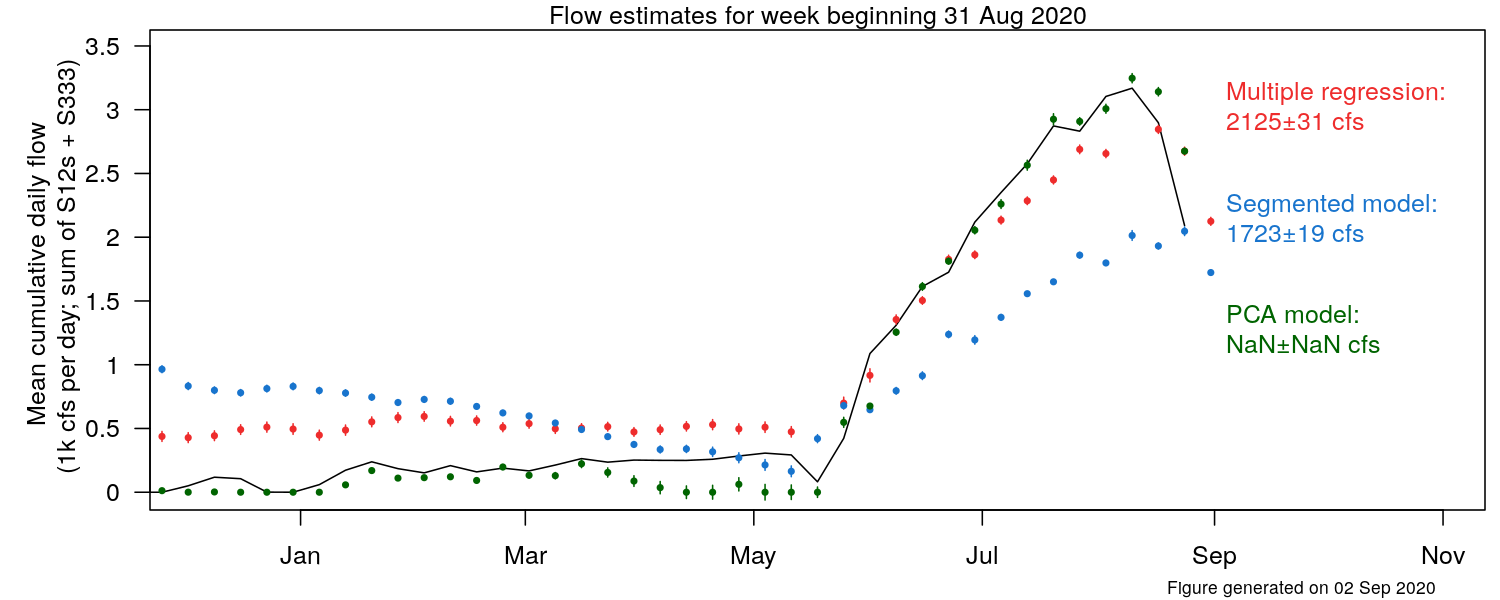 Flow estimates for week beginning 31 Aug 2020
Mean cumulative daily flow
(1k cfs per day; sum of S12s + S333)
3.5
3
2.5
2
1.5
1
0.5
0
Multiple regression:
2125±31 cfs
Segmented model:
1723±19 cfs
PCA model:
NaN±NaN cfs
Jan Mar May Jul Sep Nov
Figure generated on 02 Sep 2020